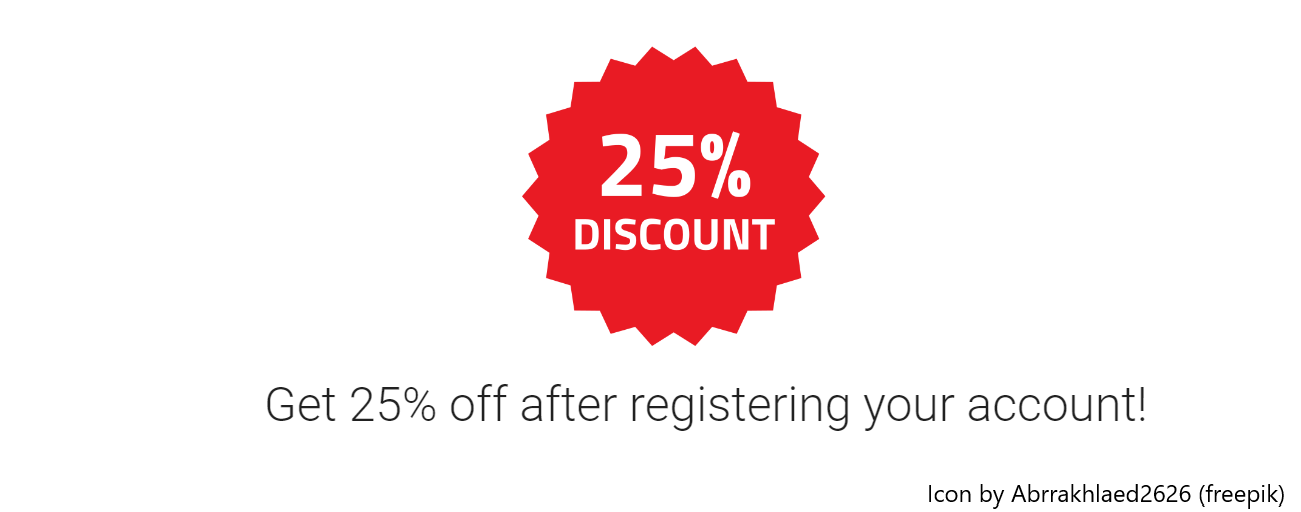 25%
DISCOUNT
Get 25% off after registering your account!
Icon by Abrrakhlaed2626 (freepik)